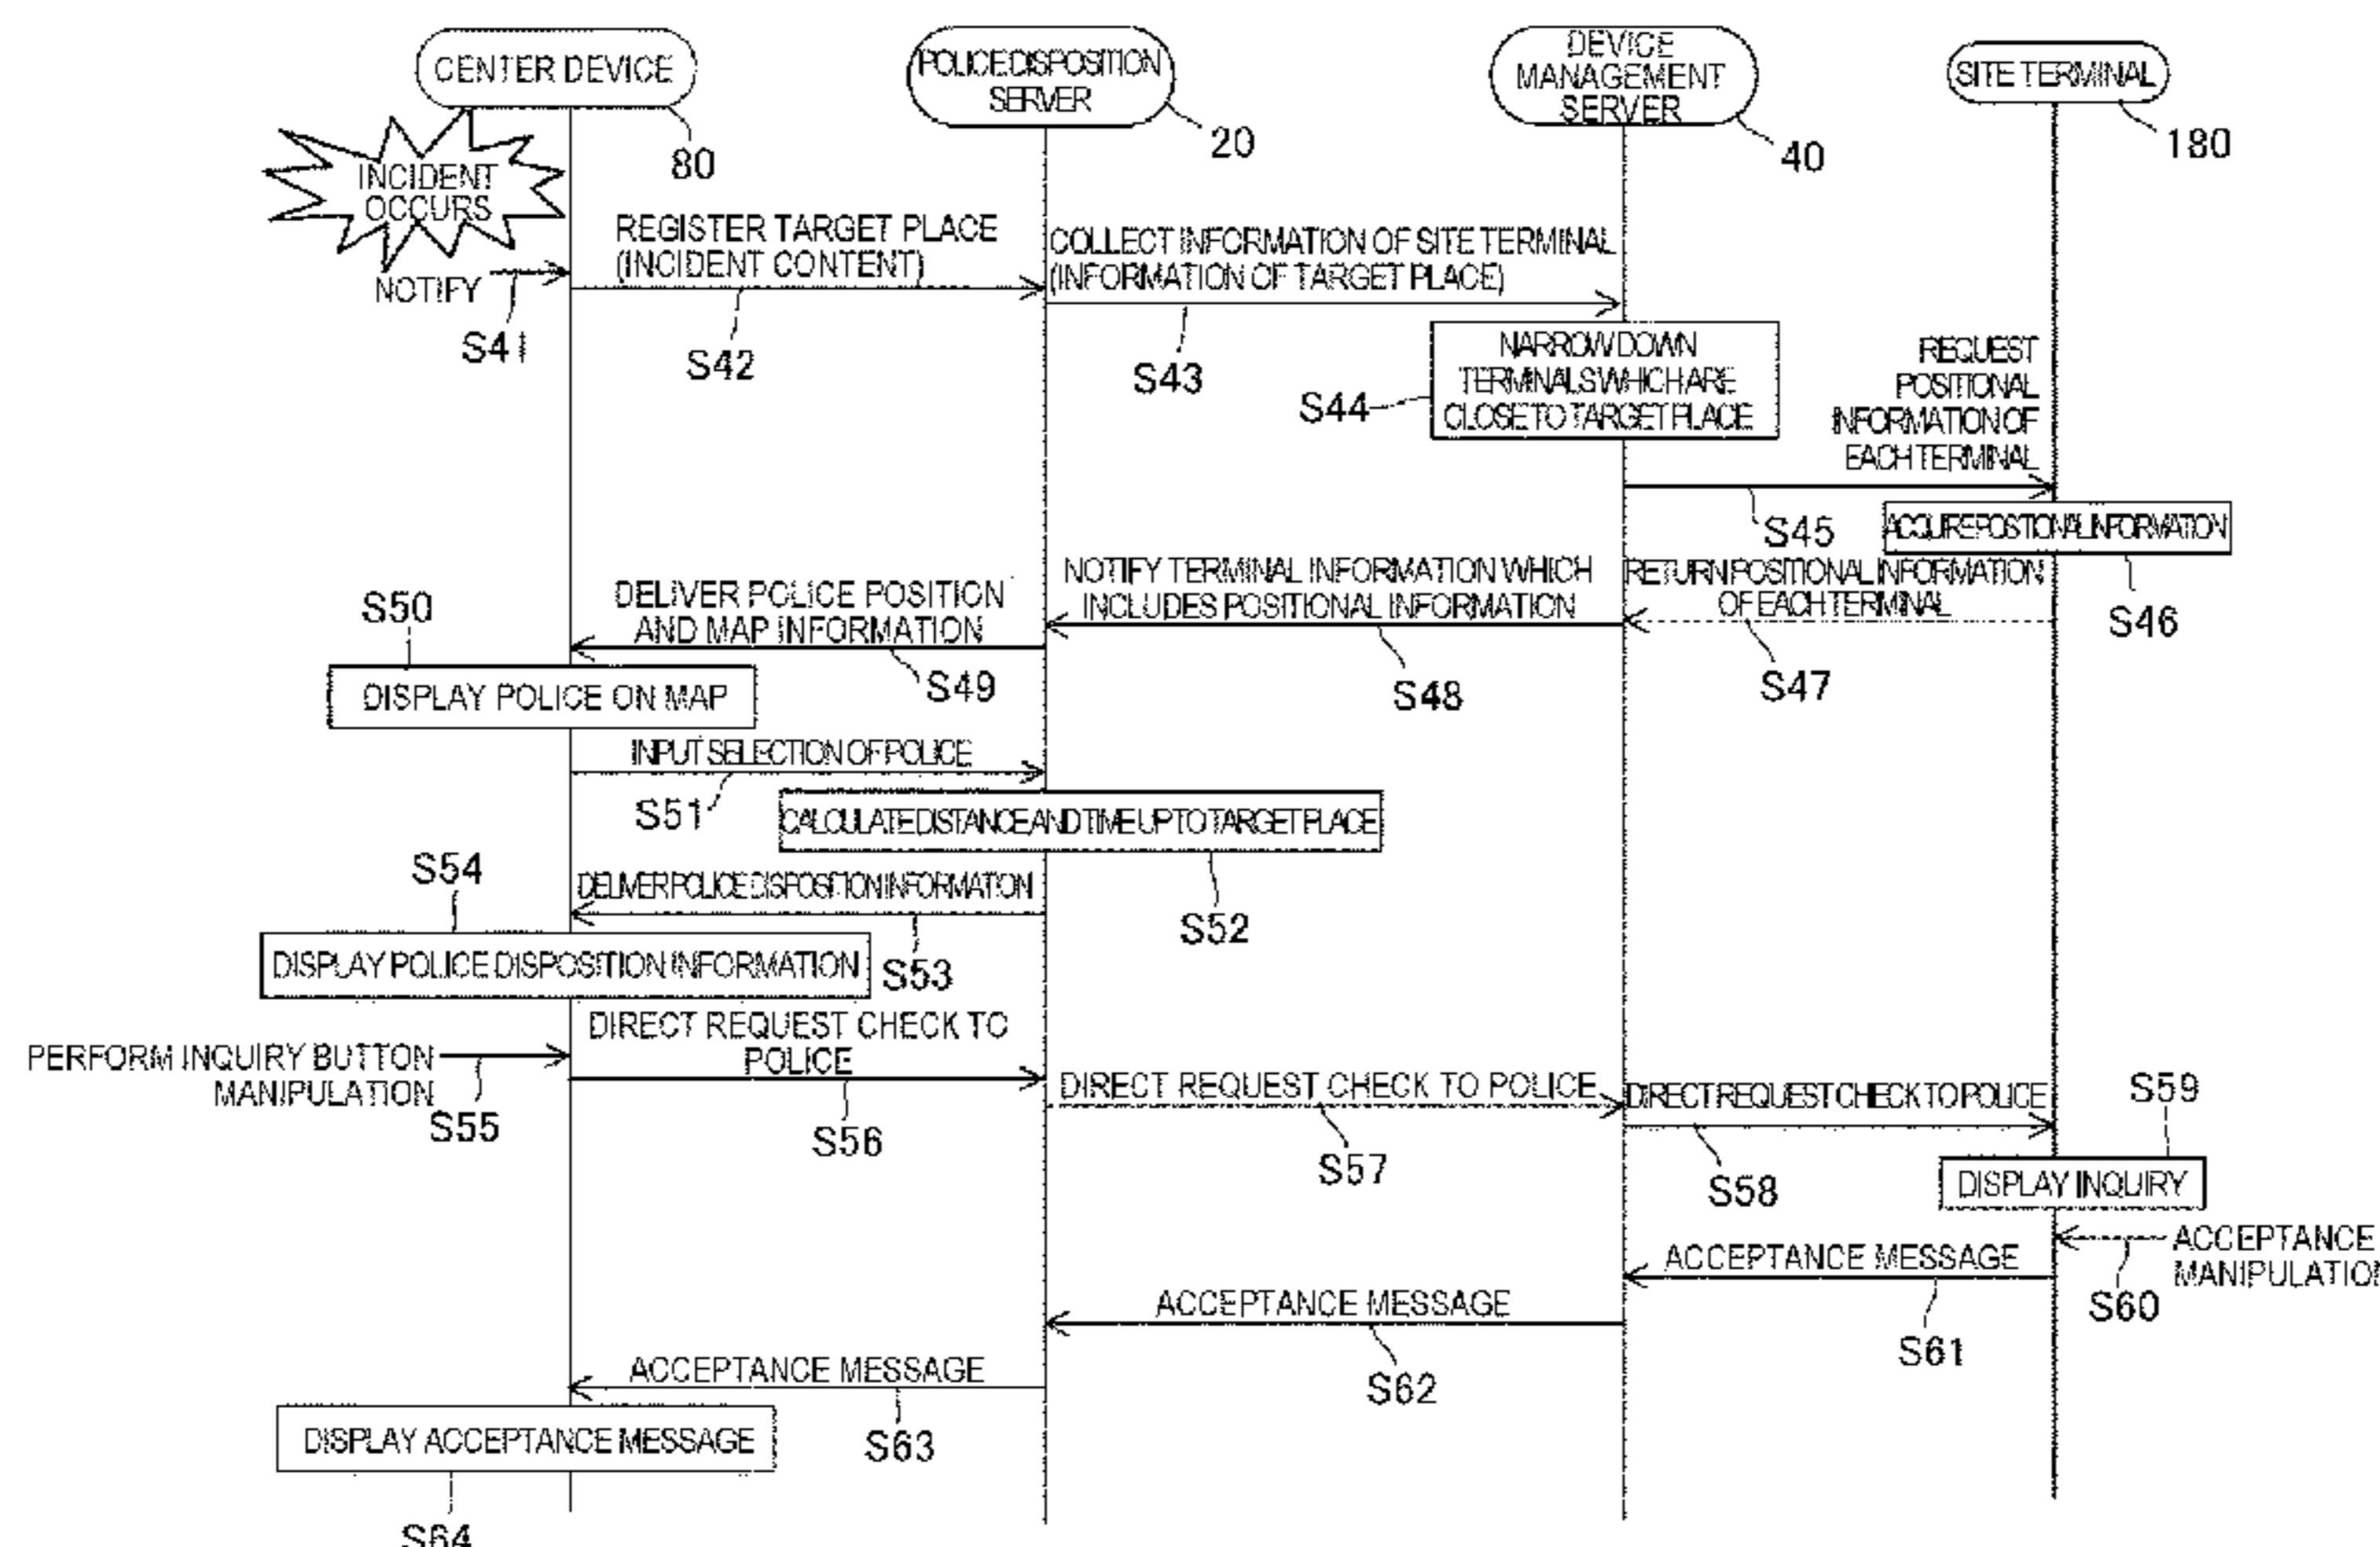 CENTER DEVICE
POLICE DISPOSITION
SERVER
DEVICE
MANAGEMENT
SERVER
SITE TERMINAL
80
20
40
180
INCIDENT
OCCURS
NOTIFY
S41
REGISTER TARGET PLACE
(INCIDENT CONTENT)
S42
COLLECT INFORMATION OF SITE TERMINAL
(INFORMATION OF TARGET PLACE)
S43
NARROW DOWN
TERMINALS WHICH ARE
CLOSE TO TARGET PLACE
S44
REQUEST
POSITIONAL
INFORMATION OF
EACH TERMINAL
S45
ACQUIRE POSITIONAL INFORMATION
S46
RETURN POSITIONAL INFORMATION
OF EACH TERMINAL
S47
NOTIFY TERMINAL INFORMATION WHICH
INCLUDES POSITIONAL INFORMATION
S48
DELIVER POLICE POSITION
AND MAP INFORMATION
S49
S50
DISPLAY POLICE ON MAP
INPUT SELECTION OF POLICE
S51
CALCULATE DISTANCE AND TIME UP TO TARGET PLACE
S52
DELIVER POLICE DISPOSITION INFORMATION
S53
S54
DISPLAY POLICE DISPOSITION INFORMATION
PERFORM INQUIRY BUTTON
MANIPULATION
S55
DIRECT REQUEST CHECK TO
POLICE
S56
DIRECT REQUEST CHECK TO POLICE
S57
DIRECT REQUEST CHECK TO POLICE
S58
S59
DISPLAY INQUIRY
ACCEPTANCE
MANIPULATION
S60
ACCEPTANCE MESSAGE
S61
ACCEPTANCE MESSAGE
S62
ACCEPTANCE MESSAGE
S63
DISPLAY ACCEPTANCE MESSAGE
S64